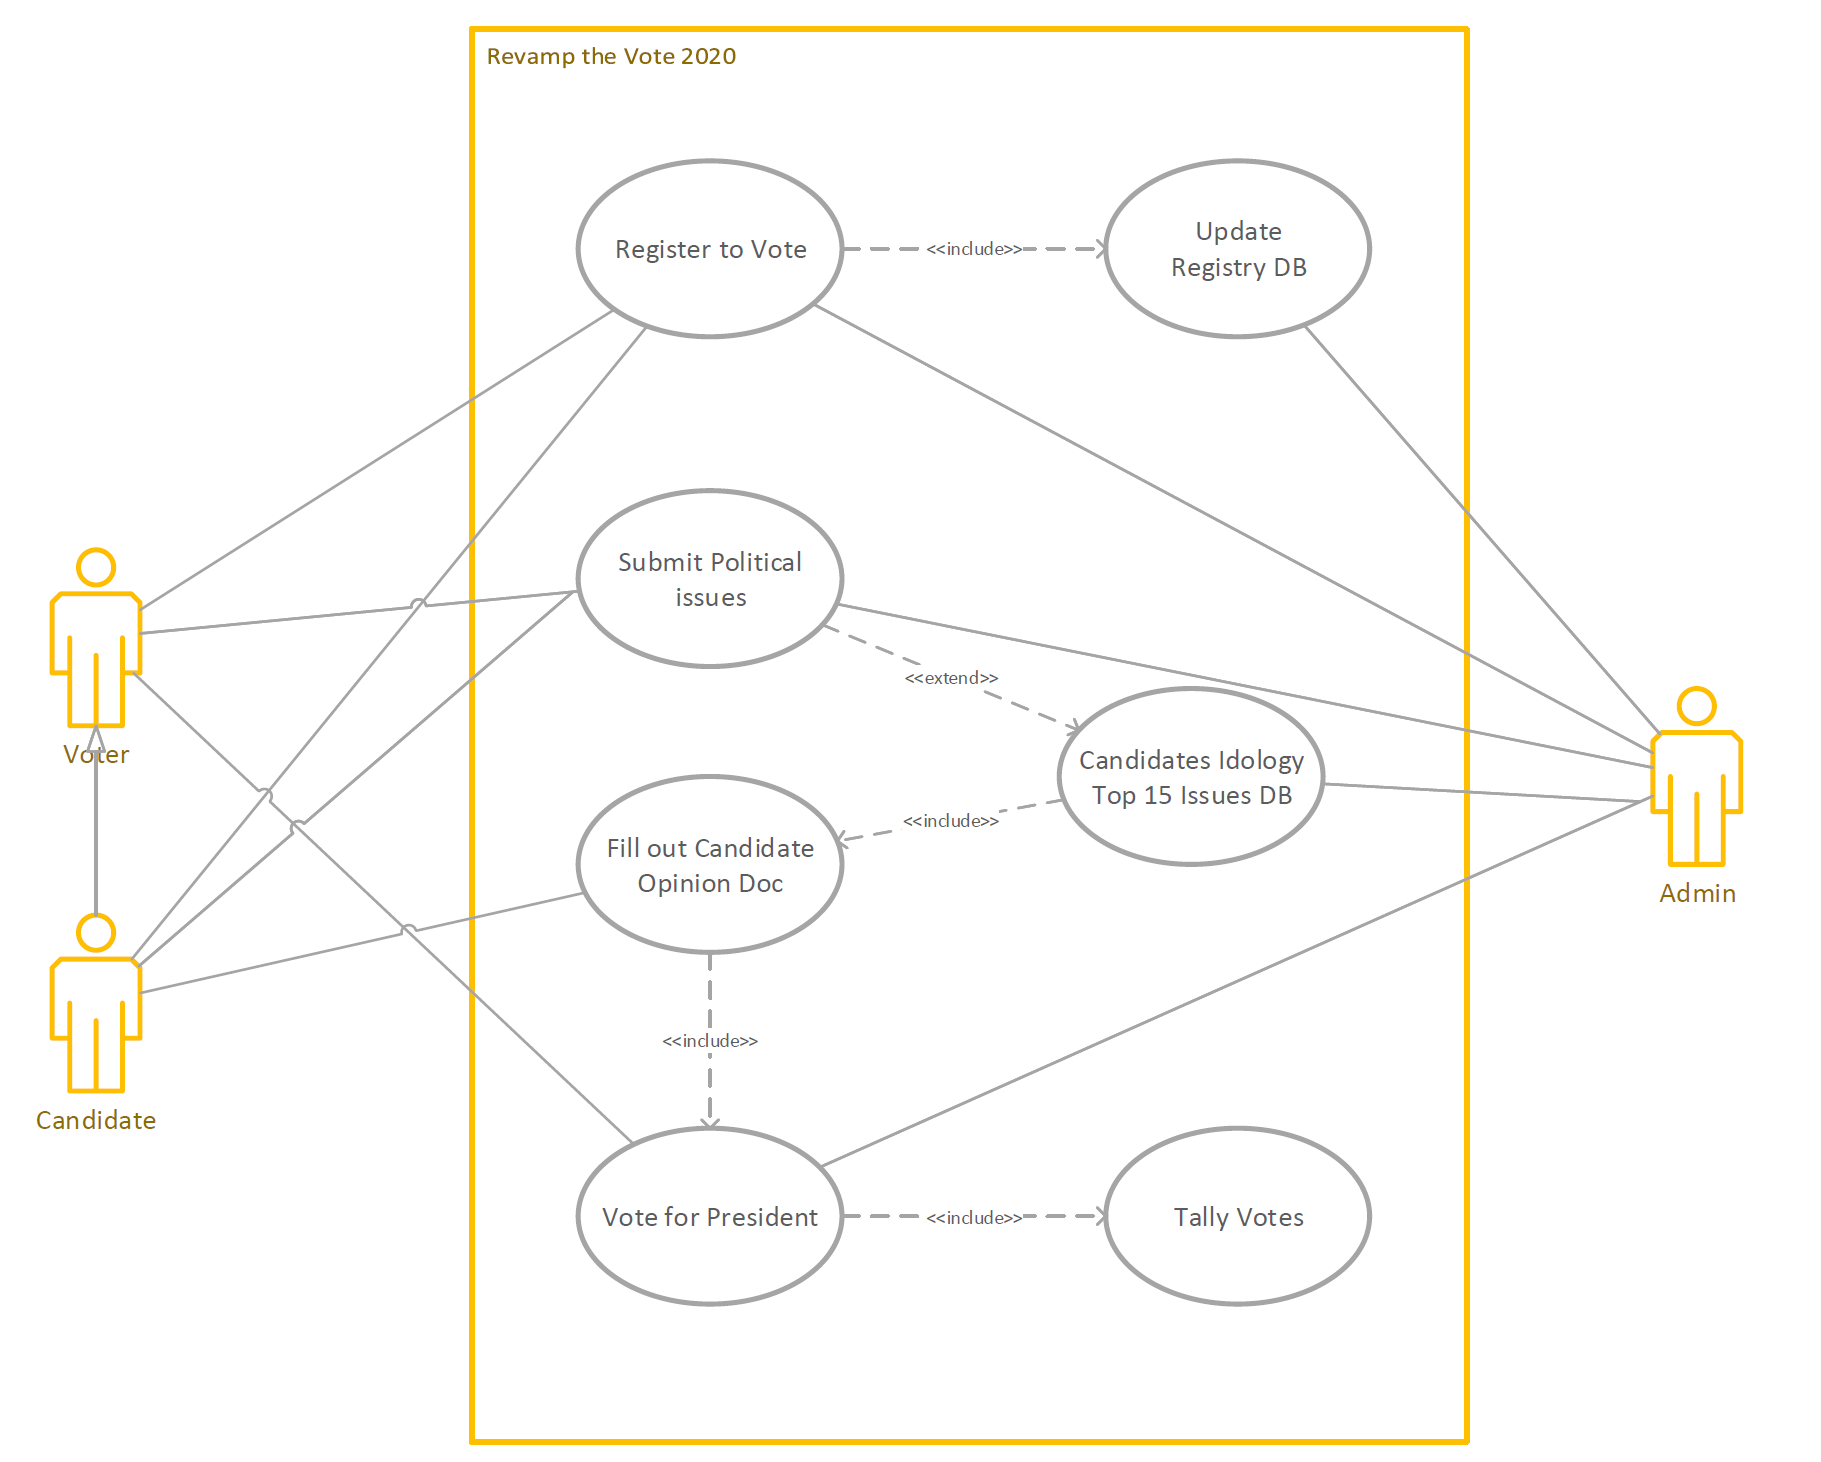 Revamp the Vote 2020
Register to Vote
<<include>>
Update
Registry DB
Submit Political
issues
<<extend>>
Voter
Candidates Idology
Top 15 Issues DB
<<include>>
Fill out Candidate
Opinion Doc
Admin
<<include>>
Candidate
Vote for President
<<include>>
Tally Votes